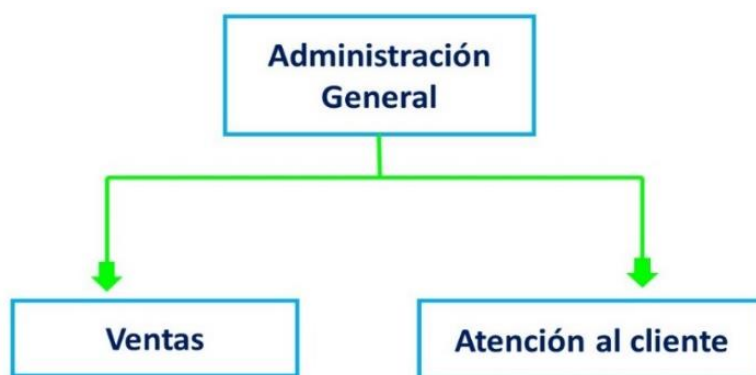 Administración
General
Ventas
Atención al cliente